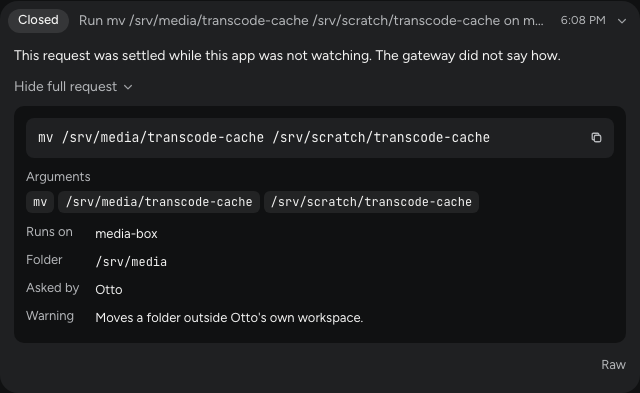 Closed Run mv /srv/media/transcode-cache /srv/scratch/transcode-cache on m... 6:08 PM
This request was settled while this app was not watching. The gateway did not say how.
Hide full request
mv /srv/media/transcode-cache /srv/scratch/transcode-cache
Arguments
mv /srv/media/transcode-cache /srv/scratch/transcode-cache
Runs on media-box
Folder /srv/media
Asked by Otto
Warning Moves a folder outside Otto's own workspace.
Raw